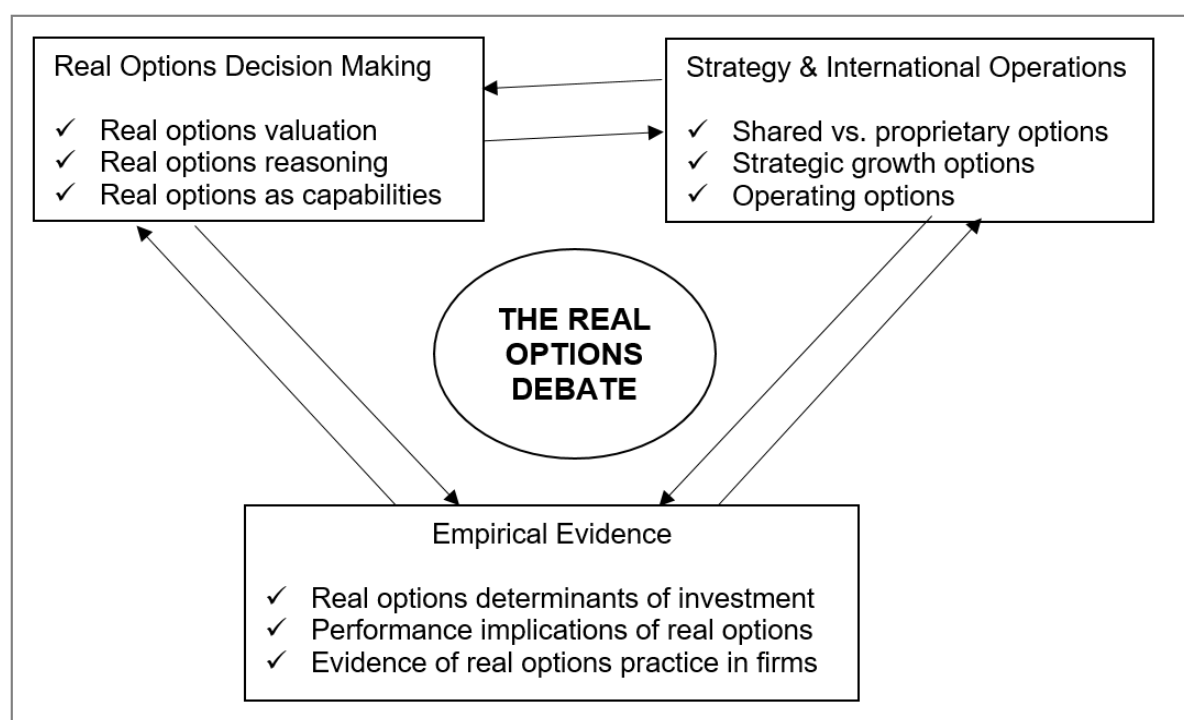 Real Options Decision Making
✓ Real options valuation
✓ Real options reasoning
✓ Real options as capabilities
Strategy & International Operations
✓ Shared vs. proprietary options
✓ Strategic growth options
✓ Operating options
THE REAL
OPTIONS
DEBATE
Empirical Evidence
✓ Real options determinants of investment
✓ Performance implications of real options
✓ Evidence of real options practice in firms